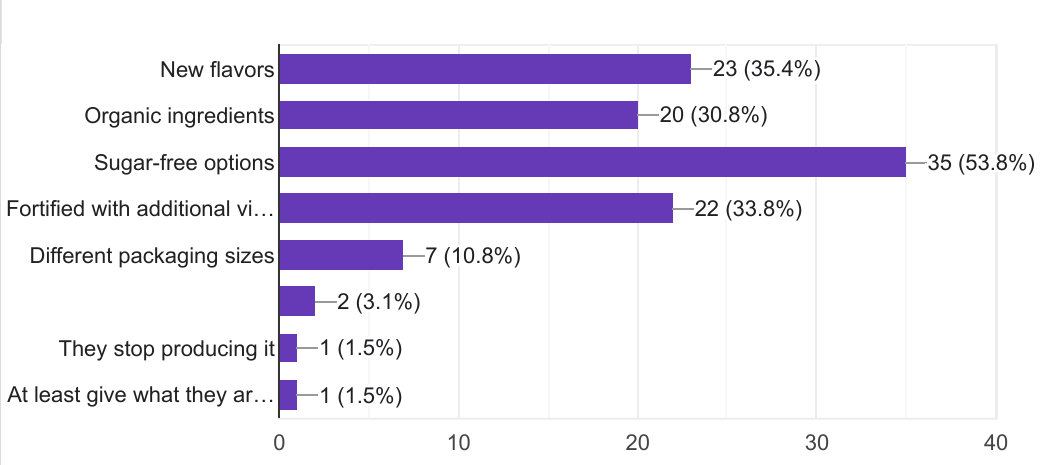 New flavors 23 (35.4%)
Organic ingredients 20 (30.8%)
Sugar-free options 35 (53.8%)
Fortified with additional vi… 22 (33.8%)
Different packaging sizes 7 (10.8%)
2 (3.1%)
They stop producing it 1 (1.5%)
At least give what they ar… 1 (1.5%)
0 10 20 30 40